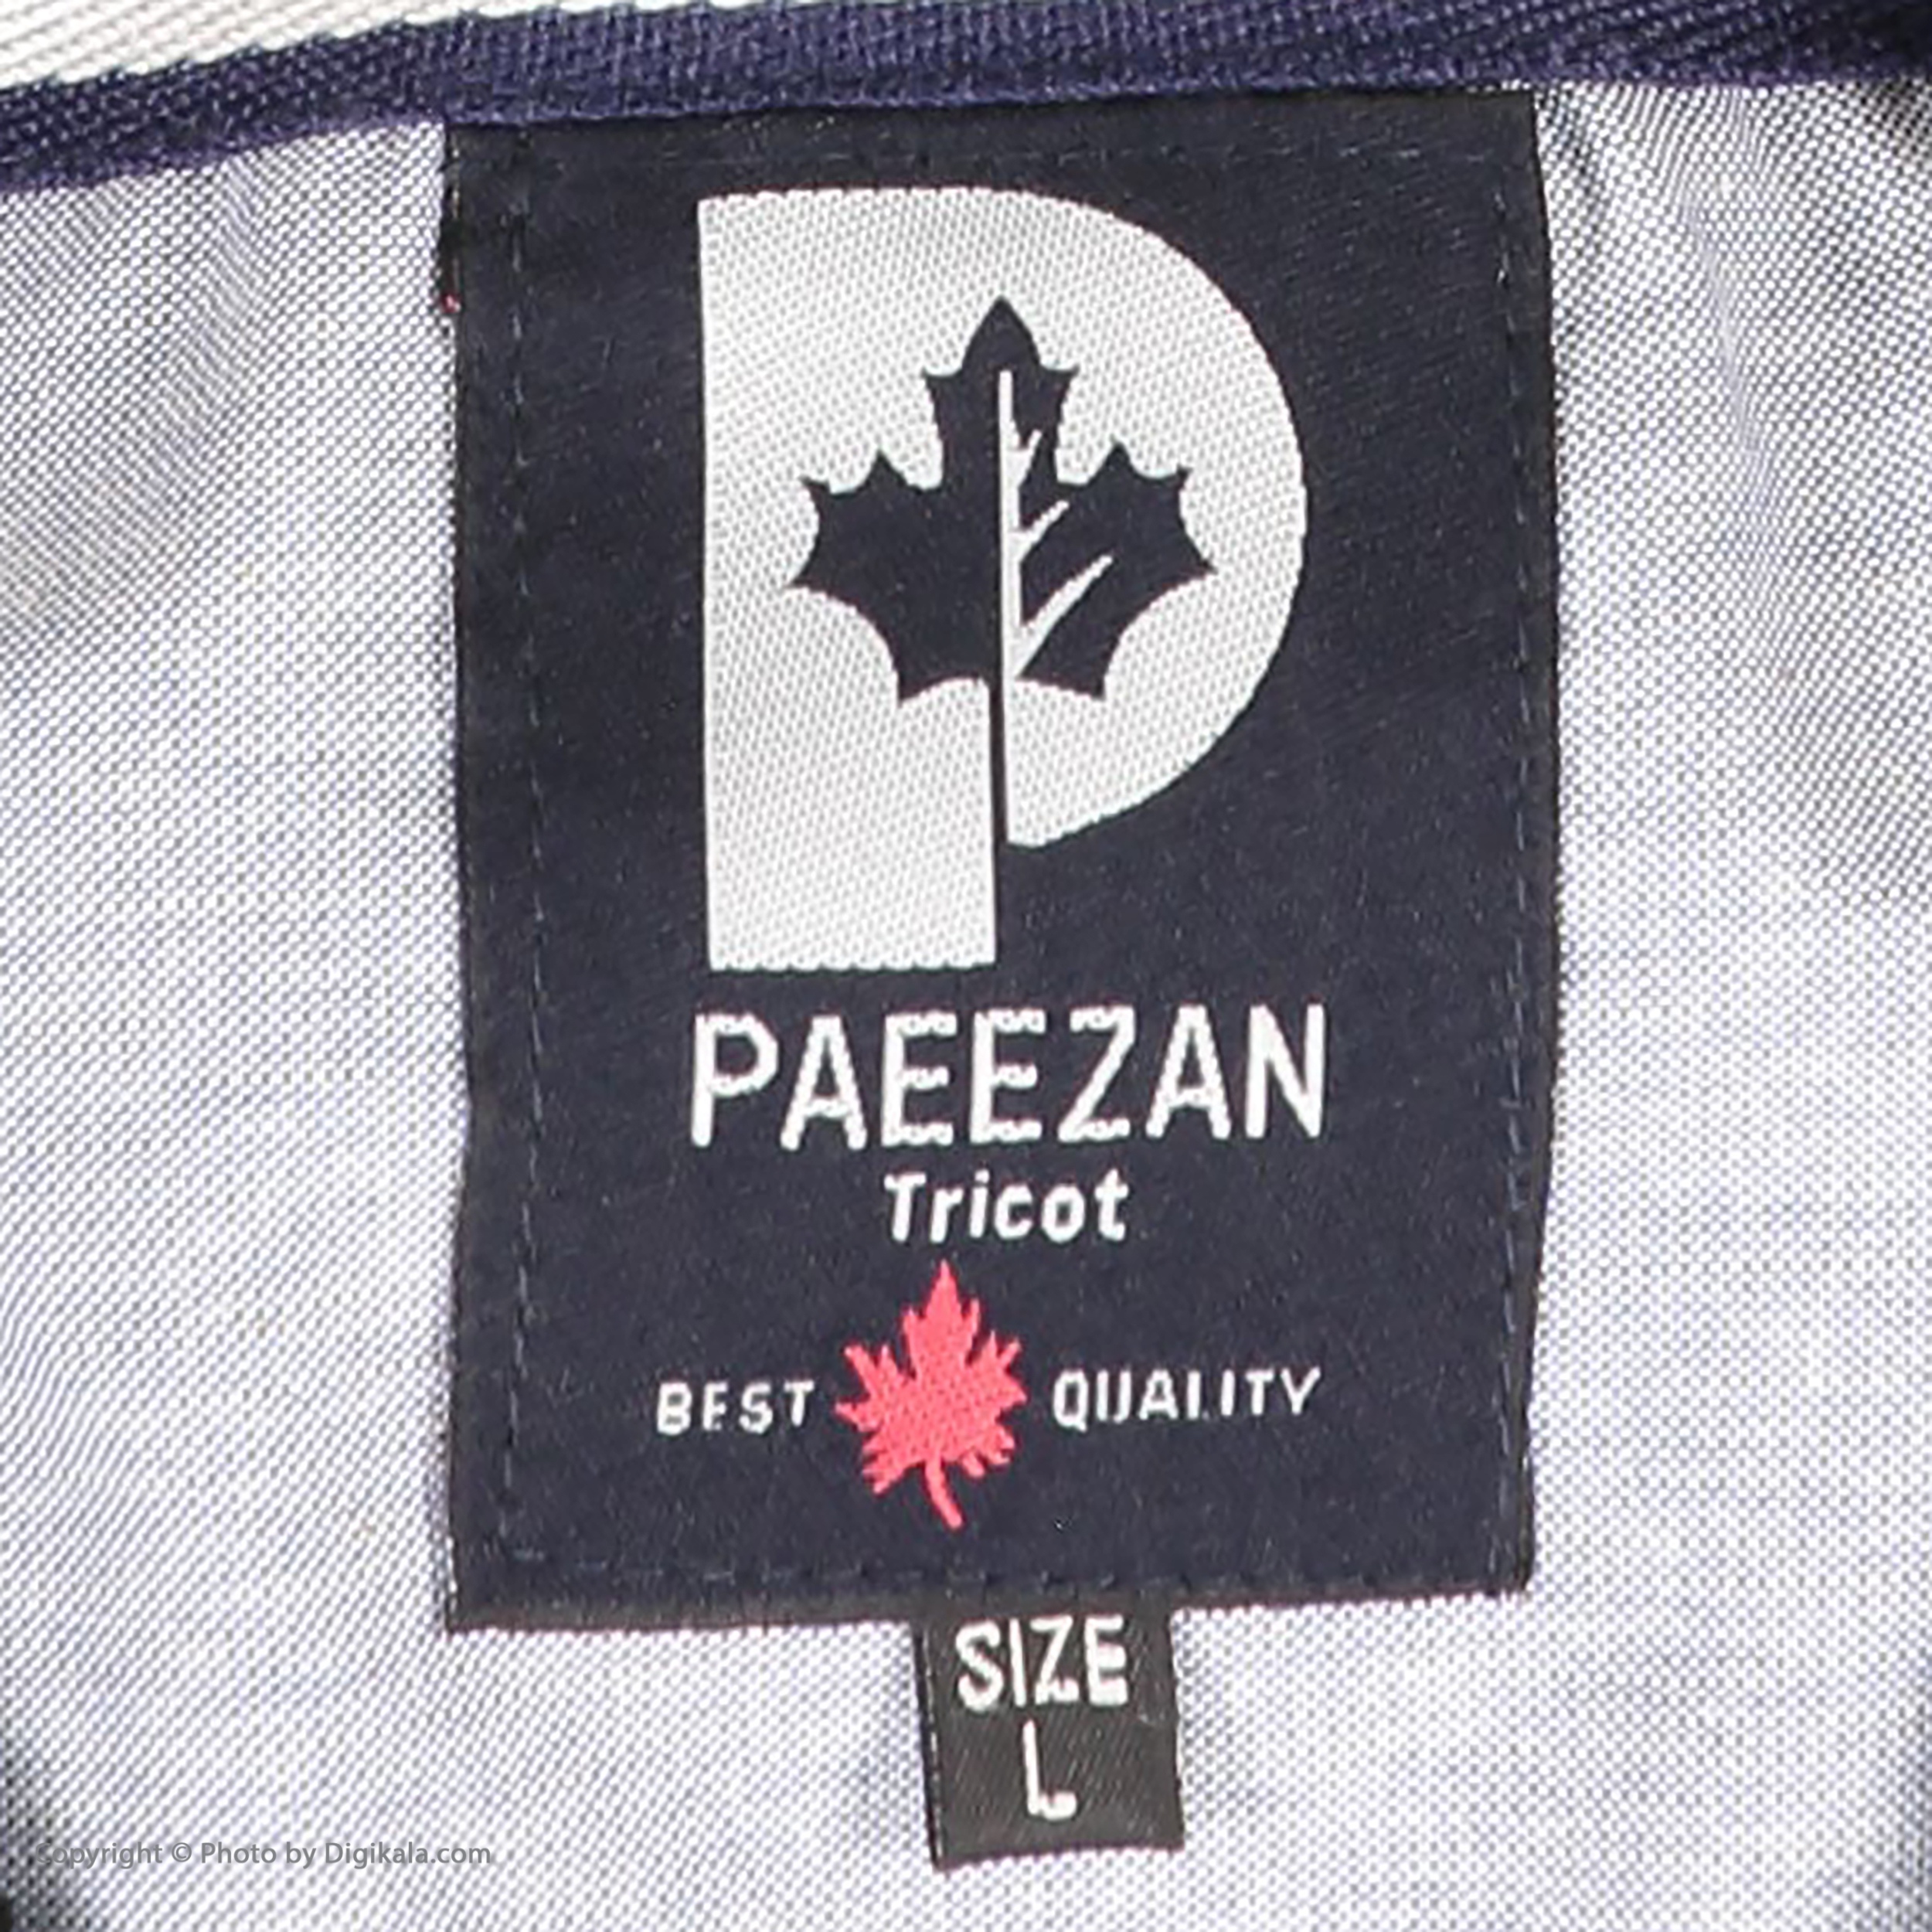 PAEEZAN
Tricot
BEST QUALITY
SIZE
L
Copyright © Photo by Digikala.com